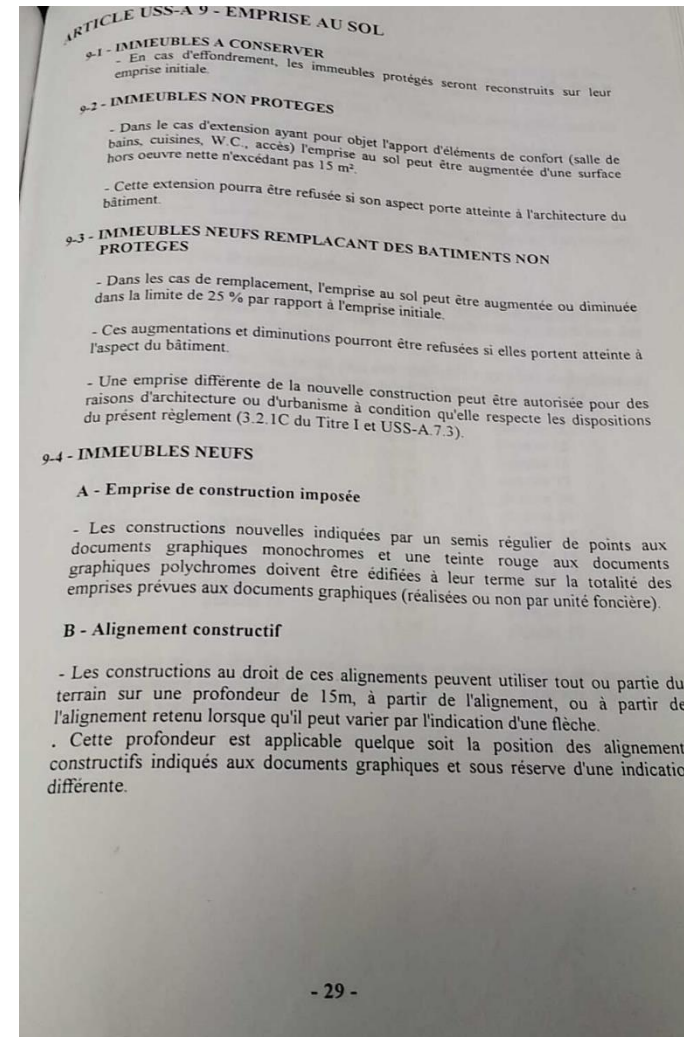 ARTICLE USS-A 9 - EMPRISE AU SOL
9-1 - IMMEUBLES A CONSERVER
- En cas d'effondrement, les immeubles protégés seront reconstruits sur leur
emprise initiale.
9-2 - IMMEUBLES NON PROTEGES
- Dans le cas d'extension ayant pour objet l'apport d'éléments de confort (salle de
bains, cuisines, W.C., accès) l'emprise au sol peut être augmentée d'une surface
hors oeuvre nette n'excédant pas 15 m².
- Cette extension pourra être refusée si son aspect porte atteinte à l'architecture du
bâtiment.
9-3 - IMMEUBLES NEUFS REMPLACANT DES BATIMENTS NON
PROTEGES
- Dans les cas de remplacement, l'emprise au sol peut être augmentée ou diminuée
dans la limite de 25 % par rapport à l'emprise initiale.
- Ces augmentations et diminutions pourront être refusées si elles portent atteinte à
l'aspect du bâtiment.
- Une emprise différente de la nouvelle construction peut être autorisée pour des
raisons d'architecture ou d'urbanisme à condition qu'elle respecte les dispositions
du présent règlement (3.2.1C du Titre I et USS-A.7.3).
9-4 - IMMEUBLES NEUFS
A - Emprise de construction imposée
- Les constructions nouvelles indiquées par un semis régulier de points aux
documents graphiques monochromes et une teinte rouge aux documents
graphiques polychromes doivent être édifiées à leur terme sur la totalité des
emprises prévues aux documents graphiques (réalisées ou non par unité foncière).
B - Alignement constructif
- Les constructions au droit de ces alignements peuvent utiliser tout ou partie du
terrain sur une profondeur de 15m, à partir de l'alignement, ou à partir de
l'alignement retenu lorsque qu'il peut varier par l'indication d'une flèche.
. Cette profondeur est applicable quelque soit la position des alignement
constructifs indiqués aux documents graphiques et sous réserve d'une indicatio
différente.
- 29 -